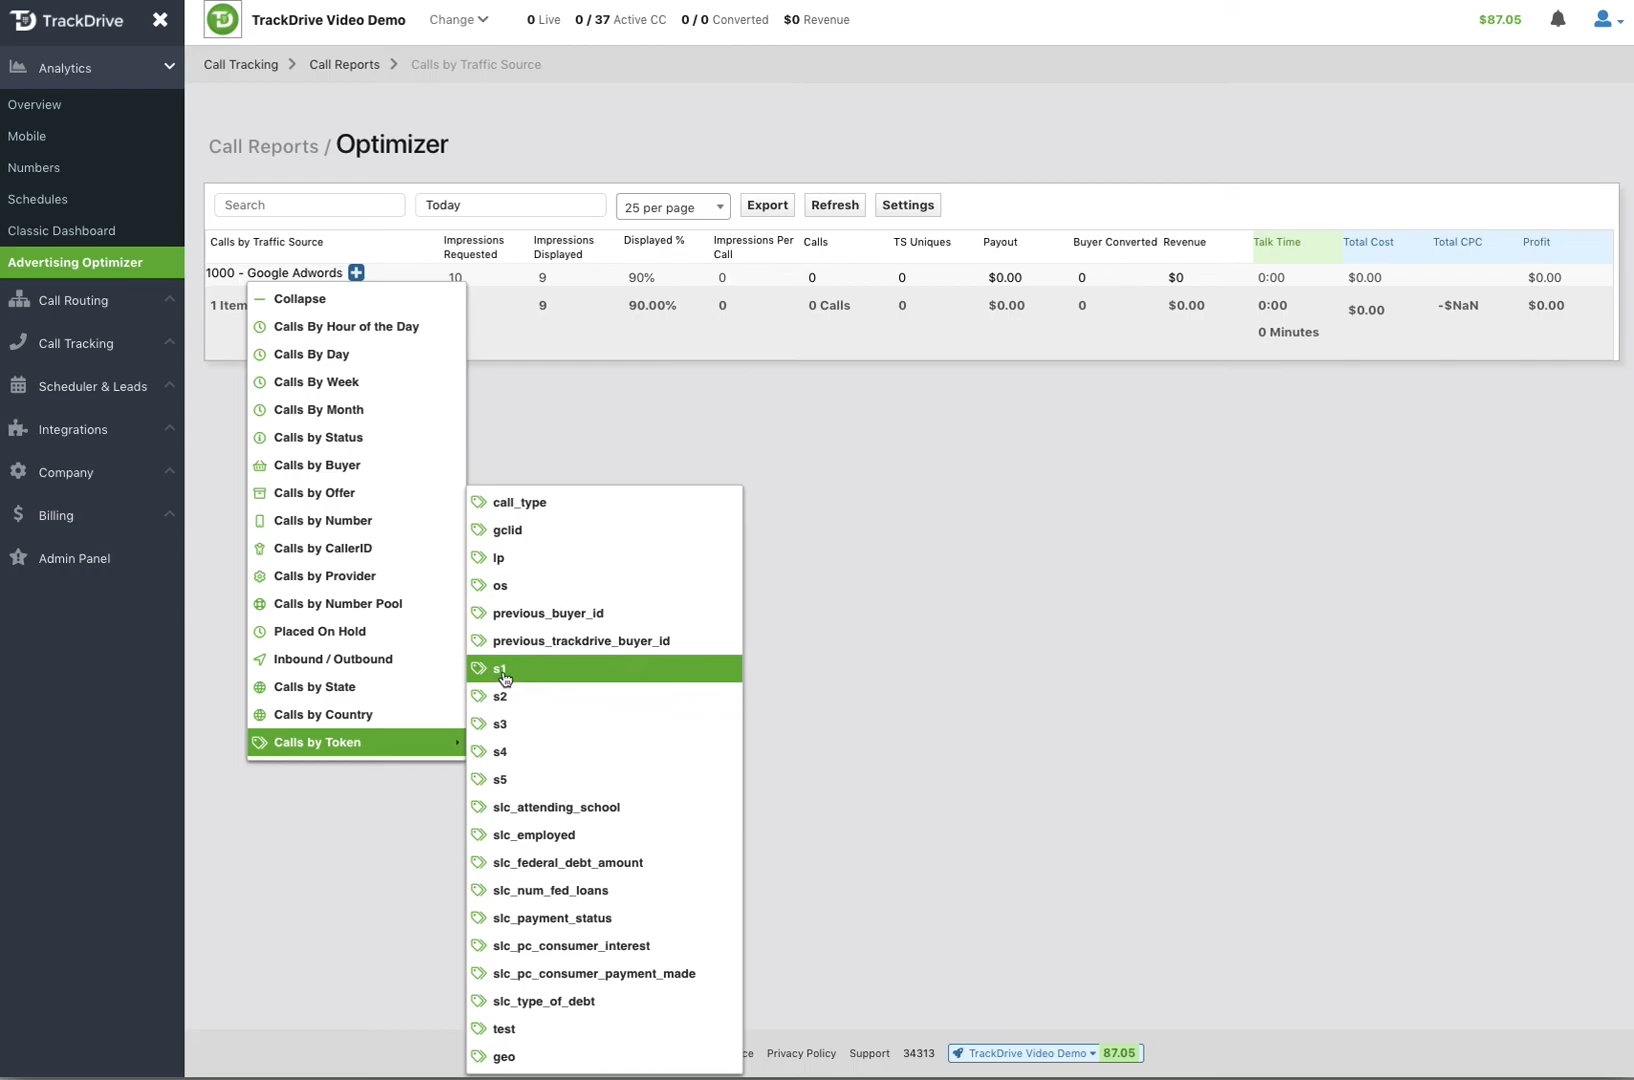 TrackDrive
TrackDrive Video Demo Change 0 Live 0 / 37 Active CC 0 / 0 Converted $0 Revenue $87.05
Analytics
Overview
Mobile
Numbers
Schedules
Classic Dashboard
Advertising Optimizer
Call Routing
Call Tracking
Scheduler & Leads
Integrations
Company
Billing
Admin Panel
Call Tracking Call Reports Calls by Traffic Source
Call Reports / Optimizer
Search Today 25 per page Export Refresh Settings
Calls by Traffic Source Impressions Requested Impressions Displayed Displayed % Impressions Per Call Calls TS Uniques Payout Buyer Converted Revenue Talk Time Total Cost Total CPC Profit
1000 - Google Adwords 10 9 90% 0 0 0 $0.00 0 $0 0:00 $0.00 $0.00
1 Item 9 90.00% 0 0 Calls 0 $0.00 0 $0.00 0:00 $0.00 -$NaN $0.00
0 Minutes
Collapse
Calls By Hour of the Day
Calls By Day
Calls By Week
Calls By Month
Calls by Status
Calls by Buyer
Calls by Offer
Calls by Number
Calls by CallerID
Calls by Provider
Calls by Number Pool
Placed On Hold
Inbound / Outbound
Calls by State
Calls by Country
Calls by Token
call_type
gclid
lp
os
previous_buyer_id
previous_trackdrive_buyer_id
s1
s2
s3
s4
s5
slc_attending_school
slc_employed
slc_federal_debt_amount
slc_num_fed_loans
slc_payment_status
slc_pc_consumer_interest
slc_pc_consumer_payment_made
slc_type_of_debt
test
geo
ce Privacy Policy Support 34313 TrackDrive Video Demo 87.05